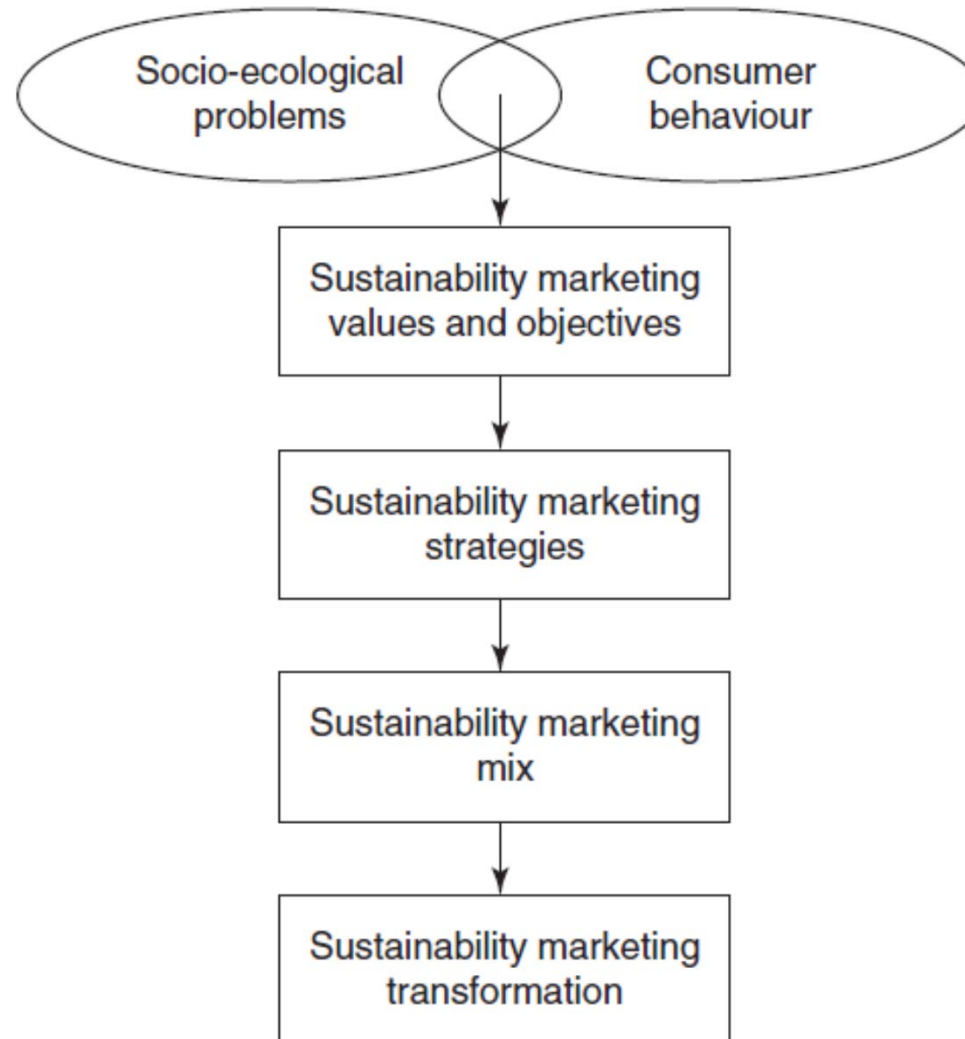 Socio-ecological
problems
Consumer
behaviour
Sustainability marketing
values and objectives
Sustainability marketing
strategies
Sustainability marketing
mix
Sustainability marketing
transformation